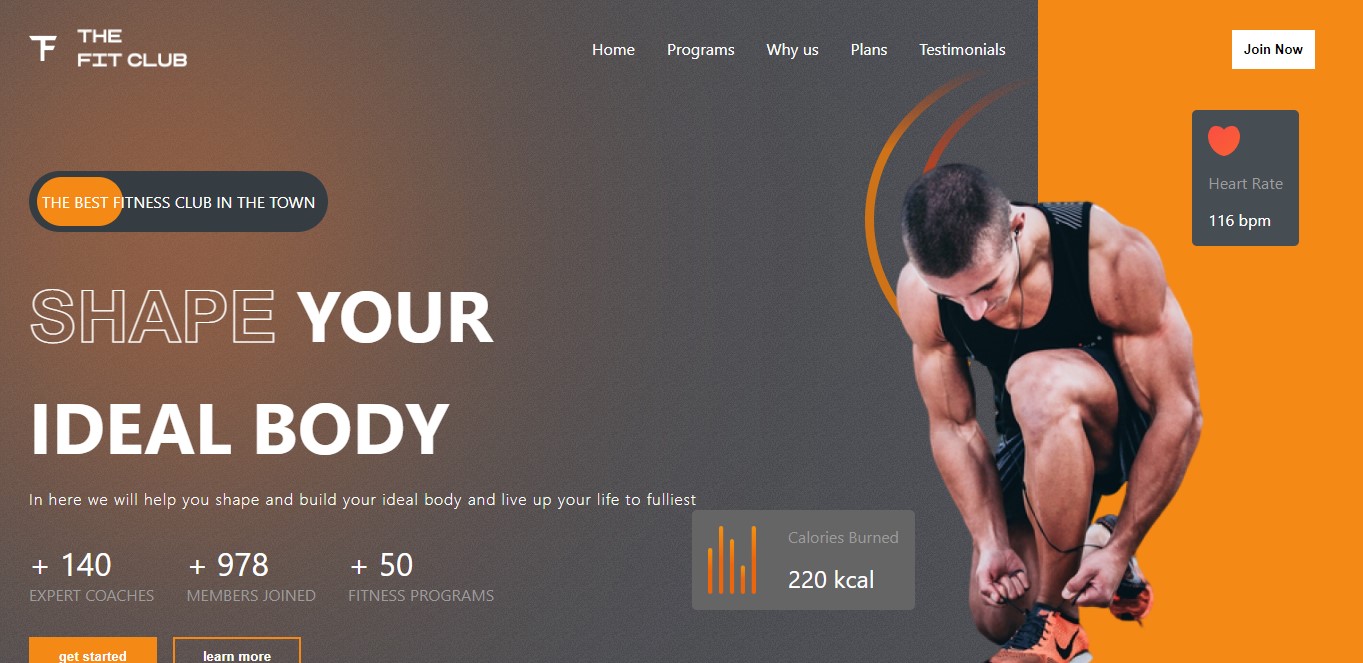 THE
FIT CLUB
Home Programs Why us Plans Testimonials
Join Now
Heart Rate
116 bpm
THE BEST FITNESS CLUB IN THE TOWN
SHAPE YOUR
IDEAL BODY
In here we will help you shape and build your ideal body and live up your life to fulliest
Calories Burned
220 kcal
+ 140 + 978 + 50
EXPERT COACHES MEMBERS JOINED FITNESS PROGRAMS
get started learn more